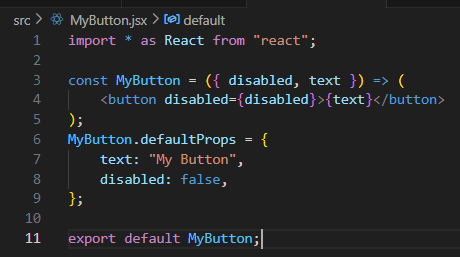 src > MyButton.jsx > default
1 import * as React from "react";
2
3 const MyButton = ({ disabled, text }) => (
4     <button disabled={disabled}>{text}</button>
5 );
6 MyButton.defaultProps = {
7     text: "My Button",
8     disabled: false,
9 };
10
11 export default MyButton;